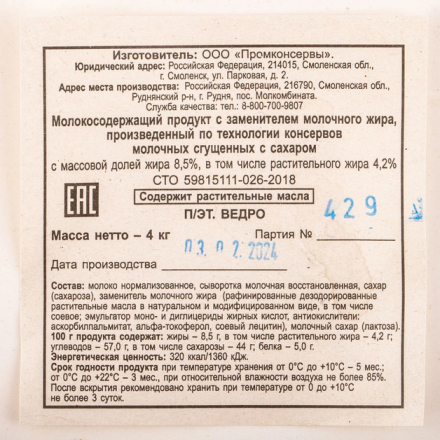 Изготовитель: ООО «Промконсервы».
Юридический адрес: Российская Федерация, 214015, Смоленская обл.,
г. Смоленск, ул. Парковая, д. 2.
Адрес места производства: Российская Федерация, 216790, Смоленская обл.,
Руднянский р-н, г. Рудня, пос. Молкомбината.
Служба качества: тел.: 8-800-700-9807
Молокосодержащий продукт с заменителем молочного жира,
произведенный по технологии консервов
молочных сгущенных с сахаром
с массовой долей жира 8,5%, в том числе растительного жира 4,2%
СТО 59815111-026-2018
ЕАС
Содержит растительные масла
П/ЭТ. ВЕДРО
Масса нетто – 4 кг
Партия № 429
Дата производства 03 02 2024
Состав: молоко нормализованное, сыворотка молочная восстановленная, сахар
(сахароза), заменитель молочного жира (рафинированные дезодорированные
растительные масла в натуральном и модифицированном виде, в том числе
соевое; эмульгатор моно- и диглицериды жирных кислот, антиокислители:
аскорбилпальмитат, альфа-токоферол, соевый лецитин), молочный сахар (лактоза).
100 г продукта содержат: жиры – 8,5 г, в том числе растительного жира – 4,2 г;
углеводов – 57,0 г, в том числе сахарозы – 44 г; белка – 5,0 г.
Энергетическая ценность: 320 ккал/1360 кДж.
Срок годности продукта при температуре хранения от 0°С до +10°С – 5 мес.;
от 0°С до +22°С – 3 мес., при относительной влажности воздуха не более 85%.
После вскрытия рекомендовано хранить при температуре от 0 до +10°С
не более 3 суток.